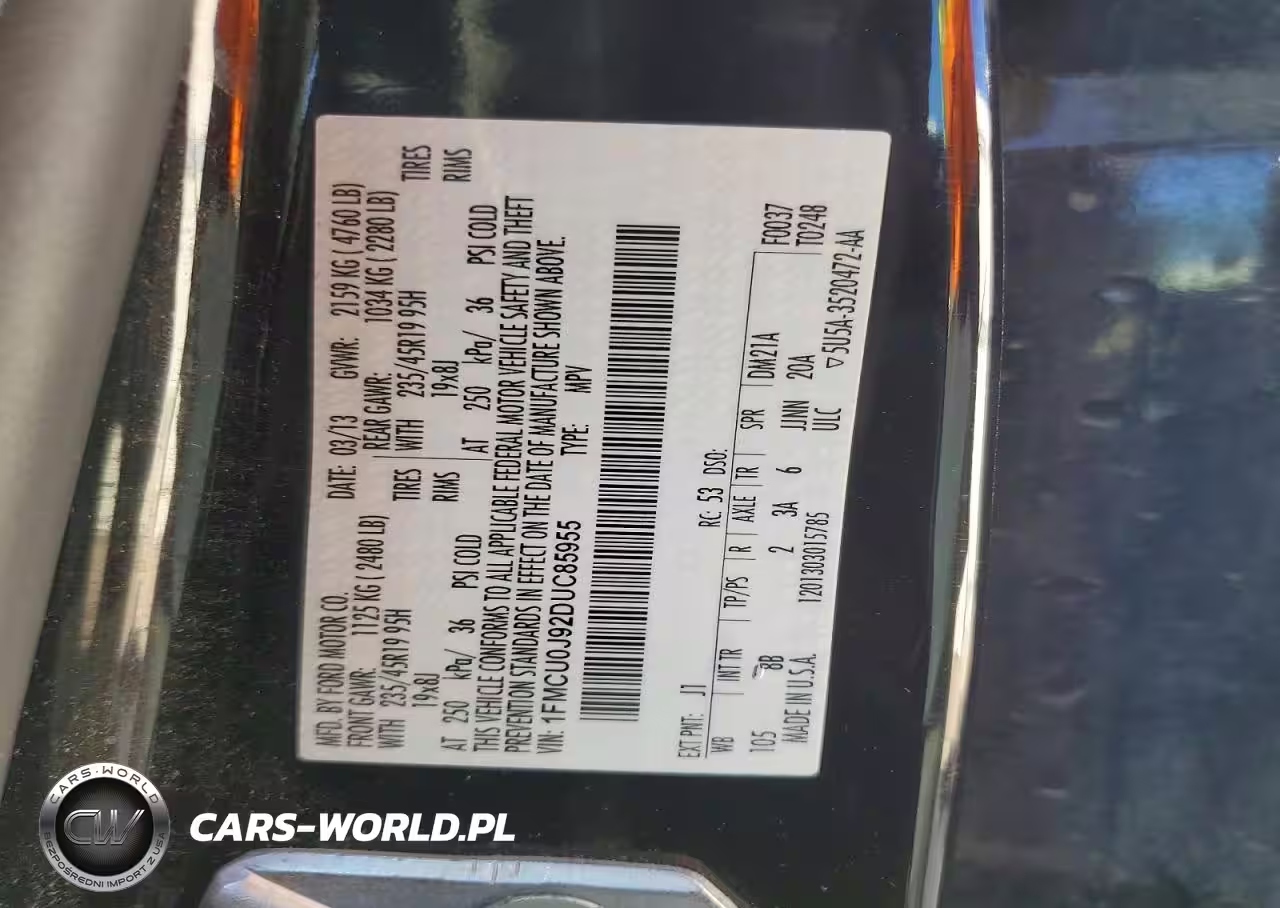 MFD. BY FORD MOTOR CO. DATE: 03/13 GVWR: 2159 KG ( 4760 LB)
FRONT GAWR: 1125 KG ( 2480 LB) REAR GAWR: 1034 KG ( 2280 LB)
WITH 235/45R19 95H TIRES WITH 235/45R19 95H TIRES
19x8J RIMS 19x8J RIMS
AT 250 kPa/ 36 PSI COLD AT 250 kPa/ 36 PSI COLD
THIS VEHICLE CONFORMS TO ALL APPLICABLE FEDERAL MOTOR VEHICLE SAFETY AND THEFT
PREVENTION STANDARDS IN EFFECT ON THE DATE OF MANUFACTURE SHOWN ABOVE.
VIN: 1FMCU0J92DUC85955 TYPE: MPV
EXT PNT: J1 RC: 53 DSO: F0037
WB INT TR TP/PS R AXLE TR SPR DM21A T0248
105 8B 2 3A 6 JJNN 20A
MADE IN U.S.A. 1201303015785 ULC ▽5U5A-3520472-AA
CARS-WORLD
CW
BEZPOŚREDNI IMPORT Z USA
CARS-WORLD.PL